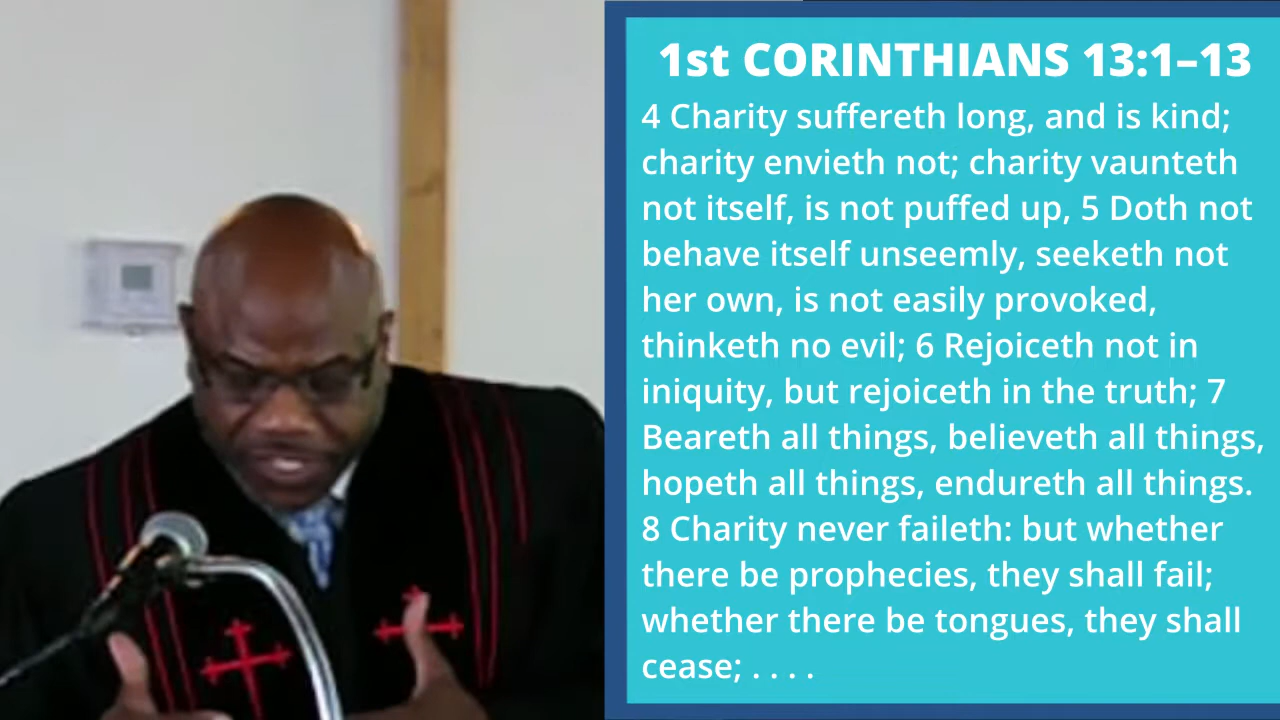 1st CORINTHIANS 13:1–13
4 Charity suffereth long, and is kind;
charity envieth not; charity vaunteth
not itself, is not puffed up, 5 Doth not
behave itself unseemly, seeketh not
her own, is not easily provoked,
thinketh no evil; 6 Rejoiceth not in
iniquity, but rejoiceth in the truth; 7
Beareth all things, believeth all things,
hopeth all things, endureth all things.
8 Charity never faileth: but whether
there be prophecies, they shall fail;
whether there be tongues, they shall
cease; . . . .